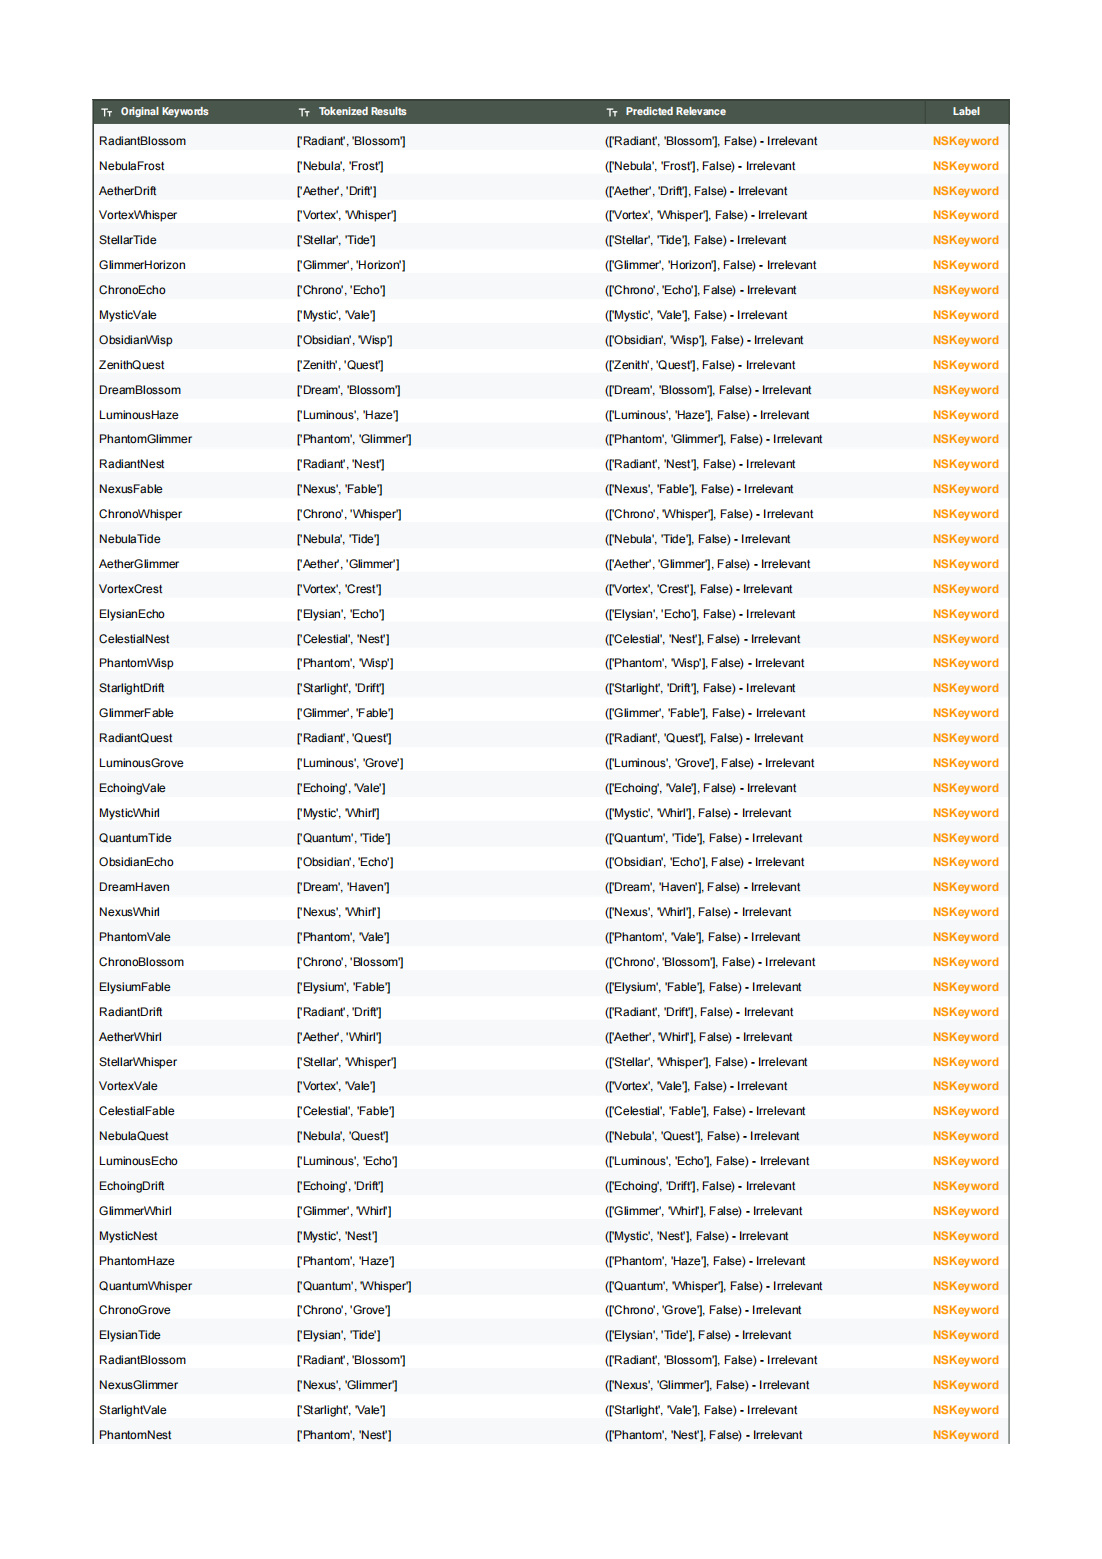 Original Keywords Tokenized Results Predicted Relevance Label
RadiantBlossom ['Radiant', 'Blossom'] (['Radiant', 'Blossom'], False) - Irrelevant NSKeyword
NebulaFrost ['Nebula', 'Frost'] (['Nebula', 'Frost'], False) - Irrelevant NSKeyword
AetherDrift ['Aether', 'Drift'] (['Aether', 'Drift'], False) - Irrelevant NSKeyword
VortexWhisper ['Vortex', 'Whisper'] (['Vortex', 'Whisper'], False) - Irrelevant NSKeyword
StellarTide ['Stellar', 'Tide'] (['Stellar', 'Tide'], False) - Irrelevant NSKeyword
GlimmerHorizon ['Glimmer', 'Horizon'] (['Glimmer', 'Horizon'], False) - Irrelevant NSKeyword
ChronoEcho ['Chrono', 'Echo'] (['Chrono', 'Echo'], False) - Irrelevant NSKeyword
MysticVale ['Mystic', 'Vale'] (['Mystic', 'Vale'], False) - Irrelevant NSKeyword
ObsidianWisp ['Obsidian', 'Wisp'] (['Obsidian', 'Wisp'], False) - Irrelevant NSKeyword
ZenithQuest ['Zenith', 'Quest'] (['Zenith', 'Quest'], False) - Irrelevant NSKeyword
DreamBlossom ['Dream', 'Blossom'] (['Dream', 'Blossom'], False) - Irrelevant NSKeyword
LuminousHaze ['Luminous', 'Haze'] (['Luminous', 'Haze'], False) - Irrelevant NSKeyword
PhantomGlimmer ['Phantom', 'Glimmer'] (['Phantom', 'Glimmer'], False) - Irrelevant NSKeyword
RadiantNest ['Radiant', 'Nest'] (['Radiant', 'Nest'], False) - Irrelevant NSKeyword
NexusFable ['Nexus', 'Fable'] (['Nexus', 'Fable'], False) - Irrelevant NSKeyword
ChronoWhisper ['Chrono', 'Whisper'] (['Chrono', 'Whisper'], False) - Irrelevant NSKeyword
NebulaTide ['Nebula', 'Tide'] (['Nebula', 'Tide'], False) - Irrelevant NSKeyword
AetherGlimmer ['Aether', 'Glimmer'] (['Aether', 'Glimmer'], False) - Irrelevant NSKeyword
VortexCrest ['Vortex', 'Crest'] (['Vortex', 'Crest'], False) - Irrelevant NSKeyword
ElysianEcho ['Elysian', 'Echo'] (['Elysian', 'Echo'], False) - Irrelevant NSKeyword
CelestialNest ['Celestial', 'Nest'] (['Celestial', 'Nest'], False) - Irrelevant NSKeyword
PhantomWisp ['Phantom', 'Wisp'] (['Phantom', 'Wisp'], False) - Irrelevant NSKeyword
StarlightDrift ['Starlight', 'Drift'] (['Starlight', 'Drift'], False) - Irrelevant NSKeyword
GlimmerFable ['Glimmer', 'Fable'] (['Glimmer', 'Fable'], False) - Irrelevant NSKeyword
RadiantQuest ['Radiant', 'Quest'] (['Radiant', 'Quest'], False) - Irrelevant NSKeyword
LuminousGrove ['Luminous', 'Grove'] (['Luminous', 'Grove'], False) - Irrelevant NSKeyword
EchoingVale ['Echoing', 'Vale'] (['Echoing', 'Vale'], False) - Irrelevant NSKeyword
MysticWhirl ['Mystic', 'Whirl'] (['Mystic', 'Whirl'], False) - Irrelevant NSKeyword
QuantumTide ['Quantum', 'Tide'] (['Quantum', 'Tide'], False) - Irrelevant NSKeyword
ObsidianEcho ['Obsidian', 'Echo'] (['Obsidian', 'Echo'], False) - Irrelevant NSKeyword
DreamHaven ['Dream', 'Haven'] (['Dream', 'Haven'], False) - Irrelevant NSKeyword
NexusWhirl ['Nexus', 'Whirl'] (['Nexus', 'Whirl'], False) - Irrelevant NSKeyword
PhantomVale ['Phantom', 'Vale'] (['Phantom', 'Vale'], False) - Irrelevant NSKeyword
ChronoBlossom ['Chrono', 'Blossom'] (['Chrono', 'Blossom'], False) - Irrelevant NSKeyword
ElysiumFable ['Elysium', 'Fable'] (['Elysium', 'Fable'], False) - Irrelevant NSKeyword
RadiantDrift ['Radiant', 'Drift'] (['Radiant', 'Drift'], False) - Irrelevant NSKeyword
AetherWhirl ['Aether', 'Whirl'] (['Aether', 'Whirl'], False) - Irrelevant NSKeyword
StellarWhisper ['Stellar', 'Whisper'] (['Stellar', 'Whisper'], False) - Irrelevant NSKeyword
VortexVale ['Vortex', 'Vale'] (['Vortex', 'Vale'], False) - Irrelevant NSKeyword
CelestialFable ['Celestial', 'Fable'] (['Celestial', 'Fable'], False) - Irrelevant NSKeyword
NebulaQuest ['Nebula', 'Quest'] (['Nebula', 'Quest'], False) - Irrelevant NSKeyword
LuminousEcho ['Luminous', 'Echo'] (['Luminous', 'Echo'], False) - Irrelevant NSKeyword
EchoingDrift ['Echoing', 'Drift'] (['Echoing', 'Drift'], False) - Irrelevant NSKeyword
GlimmerWhirl ['Glimmer', 'Whirl'] (['Glimmer', 'Whirl'], False) - Irrelevant NSKeyword
MysticNest ['Mystic', 'Nest'] (['Mystic', 'Nest'], False) - Irrelevant NSKeyword
PhantomHaze ['Phantom', 'Haze'] (['Phantom', 'Haze'], False) - Irrelevant NSKeyword
QuantumWhisper ['Quantum', 'Whisper'] (['Quantum', 'Whisper'], False) - Irrelevant NSKeyword
ChronoGrove ['Chrono', 'Grove'] (['Chrono', 'Grove'], False) - Irrelevant NSKeyword
ElysianTide ['Elysian', 'Tide'] (['Elysian', 'Tide'], False) - Irrelevant NSKeyword
RadiantBlossom ['Radiant', 'Blossom'] (['Radiant', 'Blossom'], False) - Irrelevant NSKeyword
NexusGlimmer ['Nexus', 'Glimmer'] (['Nexus', 'Glimmer'], False) - Irrelevant NSKeyword
StarlightVale ['Starlight', 'Vale'] (['Starlight', 'Vale'], False) - Irrelevant NSKeyword
PhantomNest ['Phantom', 'Nest'] (['Phantom', 'Nest'], False) - Irrelevant NSKeyword